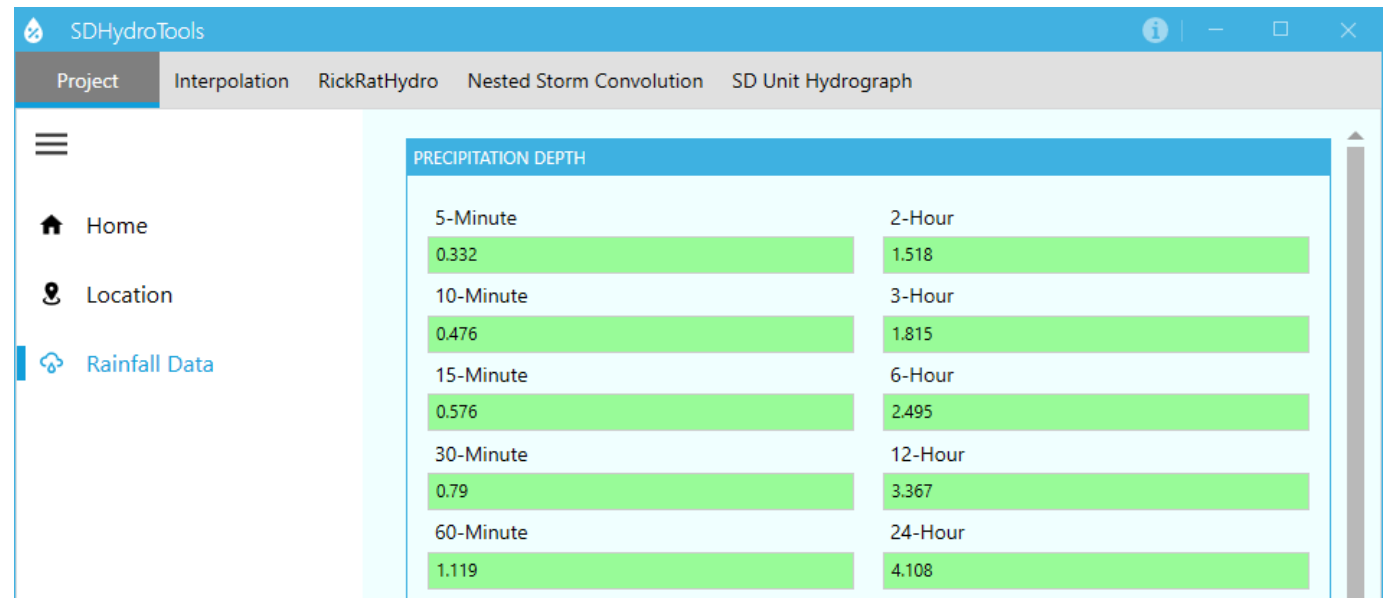 SDHydroTools
Project Interpolation RickRatHydro Nested Storm Convolution SD Unit Hydrograph
Home
Location
Rainfall Data
PRECIPITATION DEPTH
5-Minute 2-Hour
0.332 1.518
10-Minute 3-Hour
0.476 1.815
15-Minute 6-Hour
0.576 2.495
30-Minute 12-Hour
0.79 3.367
60-Minute 24-Hour
1.119 4.108